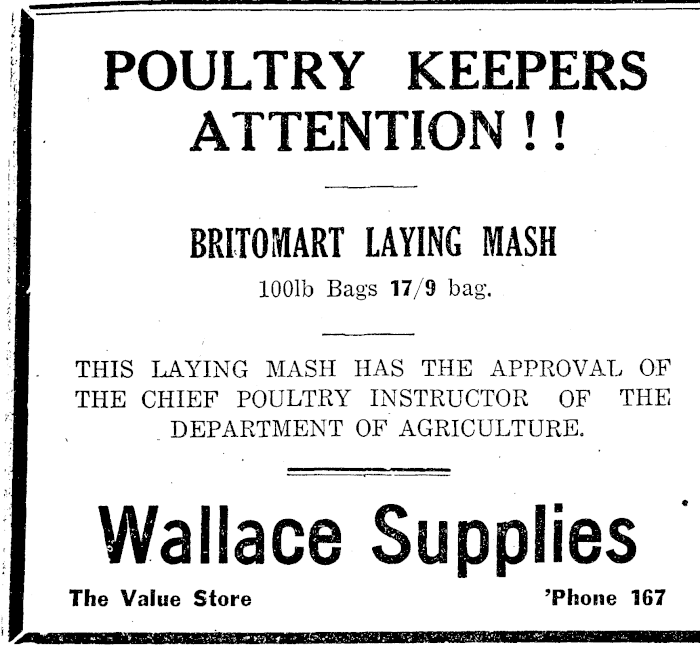 POULTRY KEEPERS
ATTENTION!!
BRITOMART LAYING MASH
100lb Bags 17/9 bag.
THIS LAYING MASH HAS THE APPROVAL OF
THE CHIEF POULTRY INSTRUCTOR OF THE
DEPARTMENT OF AGRICULTURE.
Wallace Supplies
The Value Store 'Phone 167